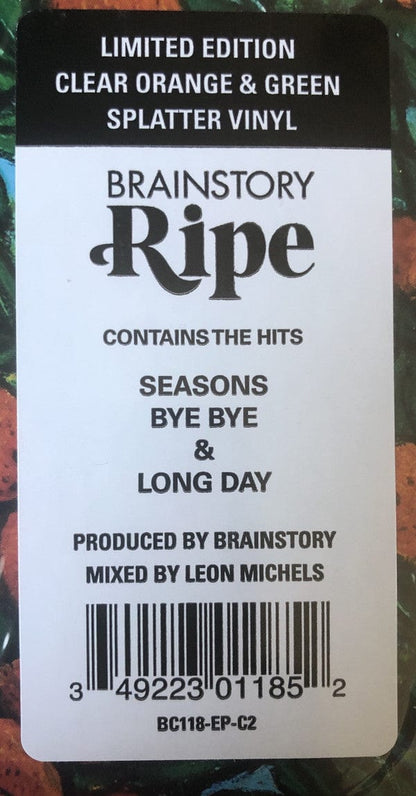 LIMITED EDITION
CLEAR ORANGE & GREEN
SPLATTER VINYL
BRAINSTORY
Ripe
CONTAINS THE HITS
SEASONS
BYE BYE
&
LONG DAY
PRODUCED BY BRAINSTORY
MIXED BY LEON MICHELS
3 49223 01185 2
BC118-EP-C2